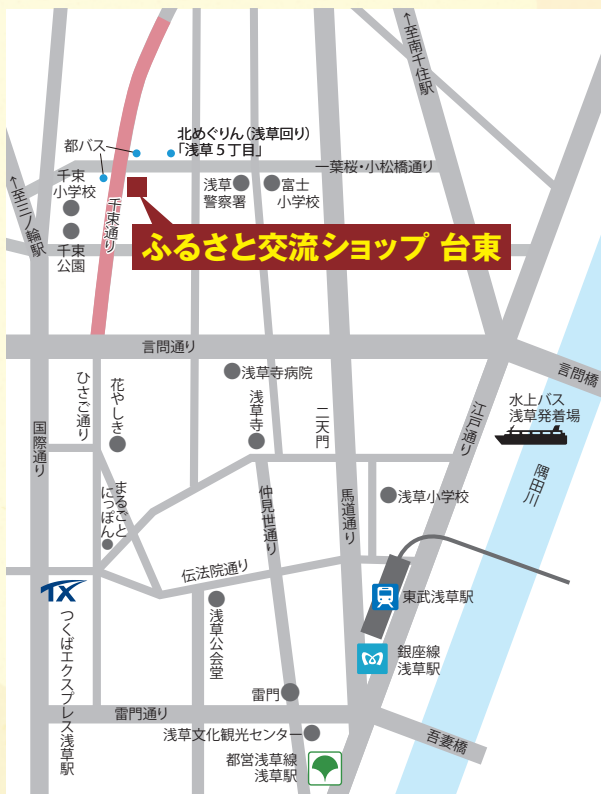 ↑至南千住駅
北めぐりん（浅草回り）
「浅草５丁目」
都バス
一葉桜・小松橋通り
千束
小学校
浅草
警察署
富士
小学校
↑至三ノ輪駅
千束通り
千束
公園
ふるさと交流ショップ 台東
言問通り
言問橋
ひさご通り
花やしき
浅草寺病院
浅草寺
二天門
江戸通り
水上バス
浅草発着場
国際通り
隅田川
まるごと
にっぽん
仲見世通り
馬道通り
浅草小学校
伝法院通り
TX
つくばエクスプレス浅草駅
浅草公会堂
東武浅草駅
銀座線
浅草駅
雷門
雷門通り
浅草文化観光センター
吾妻橋
都営浅草線
浅草駅